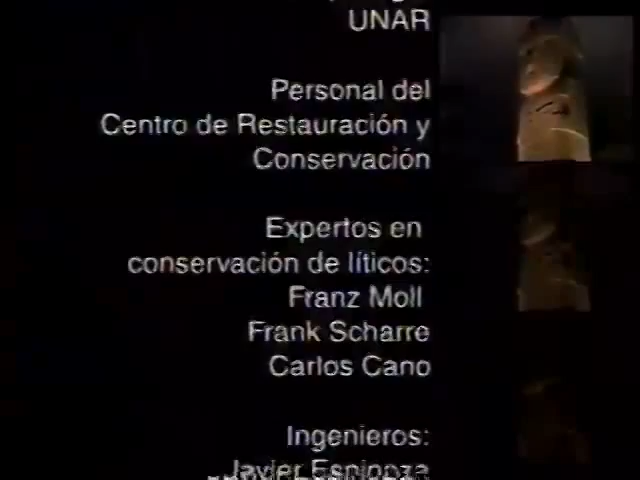 UNAR
Personal del
Centro de Restauración y
Conservación
Expertos en
conservación de líticos:
Franz Moll
Frank Scharre
Carlos Cano
Ingenieros:
Javier Espinoza